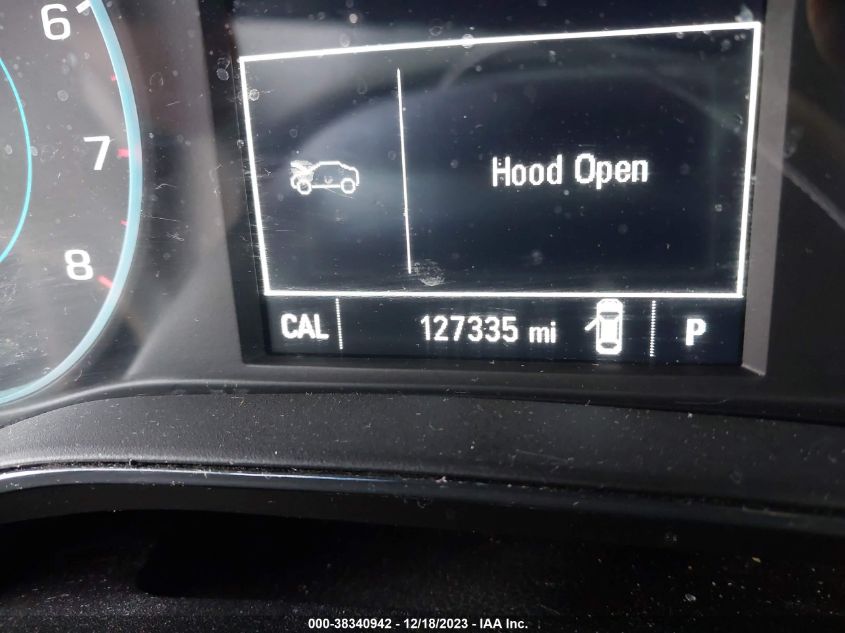 6
7
8
Hood Open
CAL 127335 mi P
000-38340942 - 12/18/2023 - IAA Inc.